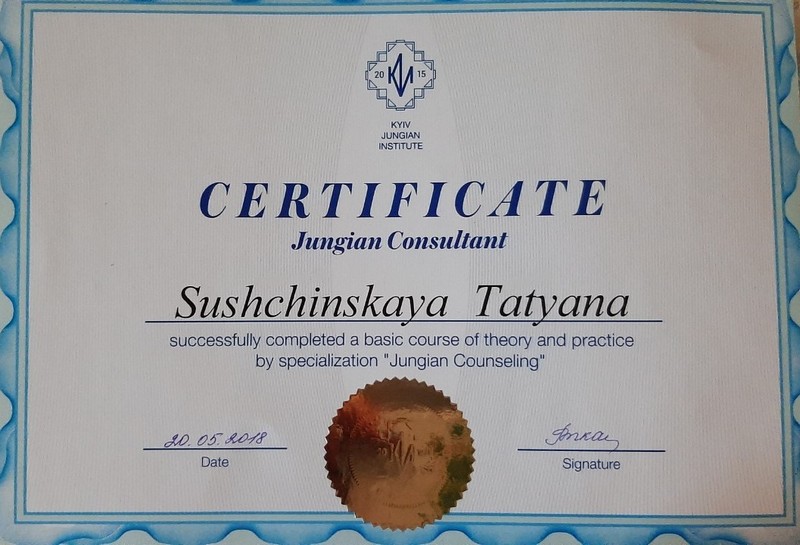 20 КЮИ 15
KYIV
JUNGIAN
INSTITUTE
CERTIFICATE
Jungian Consultant
Sushchinskaya Tatyana
successfully completed a basic course of theory and practice
by specialization "Jungian Counseling"
20.05.2018
Date
Signature